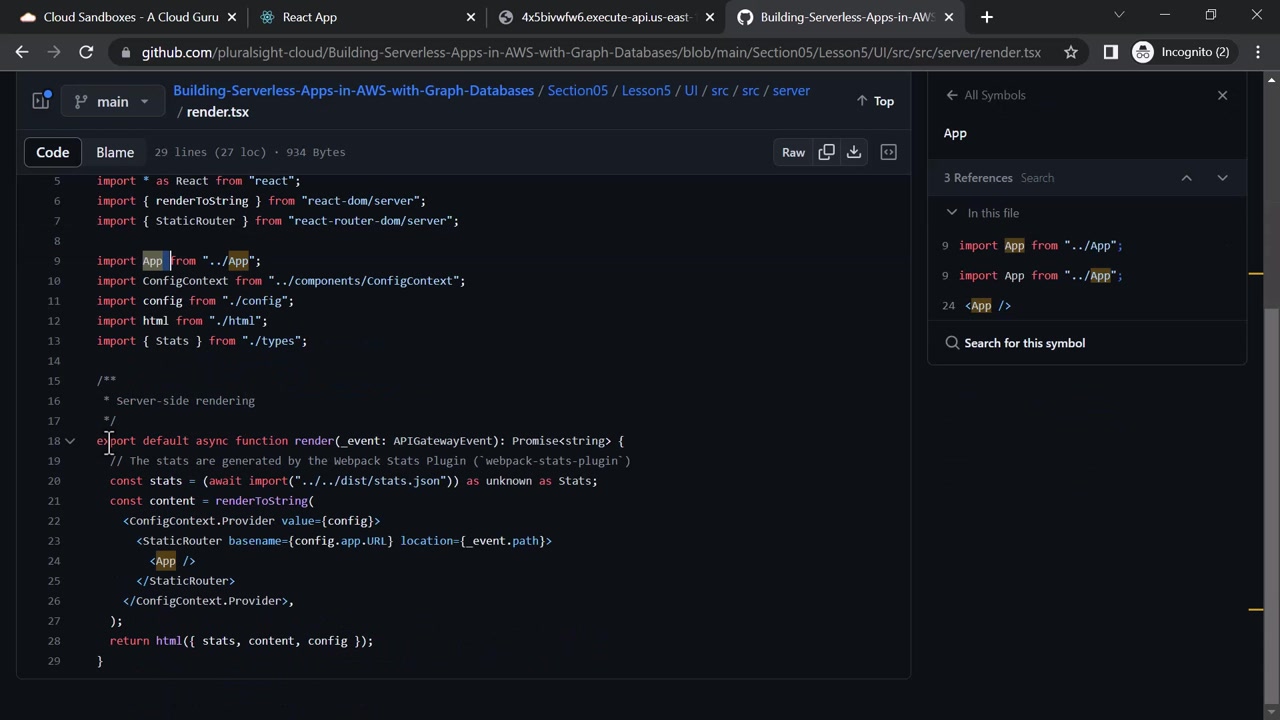 Cloud Sandboxes - A Cloud Guru
React App
4x5bivwfw6.execute-api.us-east-
Building-Serverless-Apps-in-AWS
github.com/pluralsight-cloud/Building-Serverless-Apps-in-AWS-with-Graph-Databases/blob/main/Section05/Lesson5/UI/src/src/server/render.tsx
Incognito (2)
main
Building-Serverless-Apps-in-AWS-with-Graph-Databases / Section05 / Lesson5 / UI / src / src / server
/ render.tsx
Top
Code
Blame
29 lines (27 loc) · 934 Bytes
Raw
5 import * as React from "react";
6 import { renderToString } from "react-dom/server";
7 import { StaticRouter } from "react-router-dom/server";
8
9 import App from "../App";
10 import ConfigContext from "../components/ConfigContext";
11 import config from "./config";
12 import html from "./html";
13 import { Stats } from "./types";
14
15 /**
16 * Server-side rendering
17 */
18 export default async function render(_event: APIGatewayEvent): Promise<string> {
19 // The stats are generated by the Webpack Stats Plugin (`webpack-stats-plugin`)
20 const stats = (await import("../../dist/stats.json")) as unknown as Stats;
21 const content = renderToString(
22 <ConfigContext.Provider value={config}>
23 <StaticRouter basename={config.app.URL} location={_event.path}>
24 <App />
25 </StaticRouter>
26 </ConfigContext.Provider>,
27 );
28 return html({ stats, content, config });
29 }
All Symbols
App
3 References Search
In this file
9 import App from "../App";
9 import App from "../App";
24 <App />
Search for this symbol